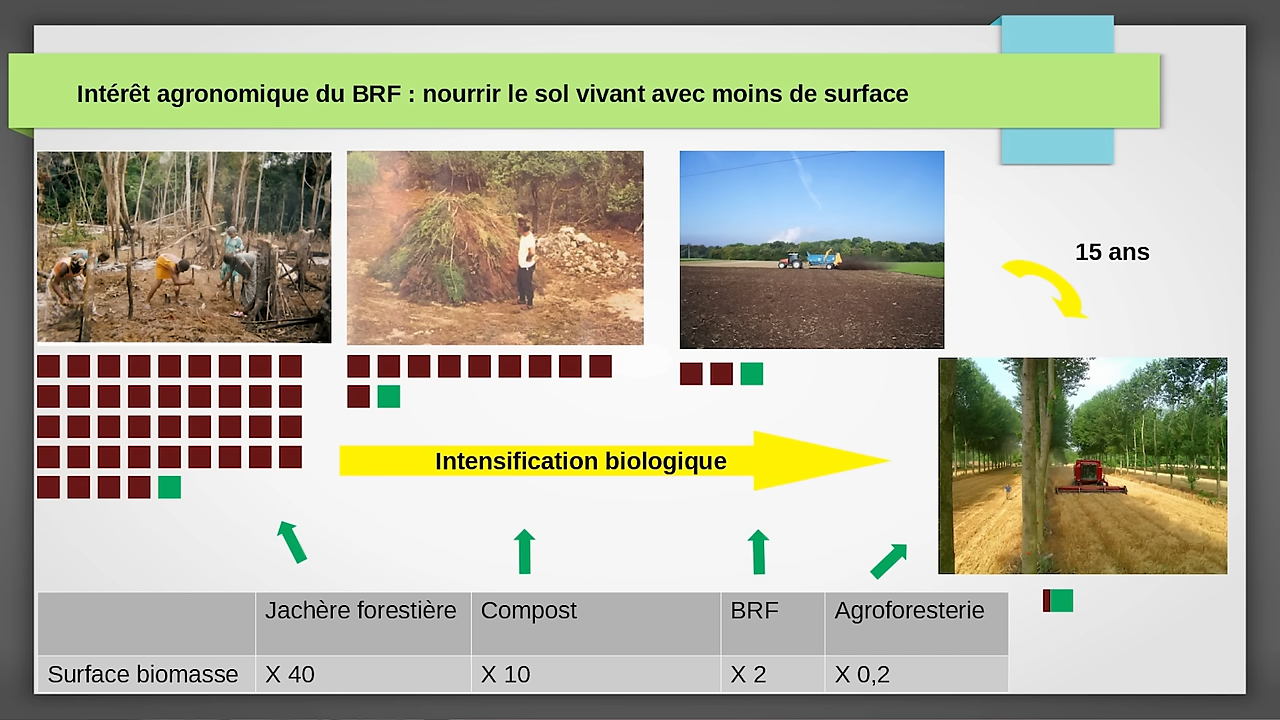 Intérêt agronomique du BRF : nourrir le sol vivant avec moins de surface
15 ans
Intensification biologique
Jachère forestière Compost BRF Agroforesterie
Surface biomasse X 40 X 10 X 2 X 0,2